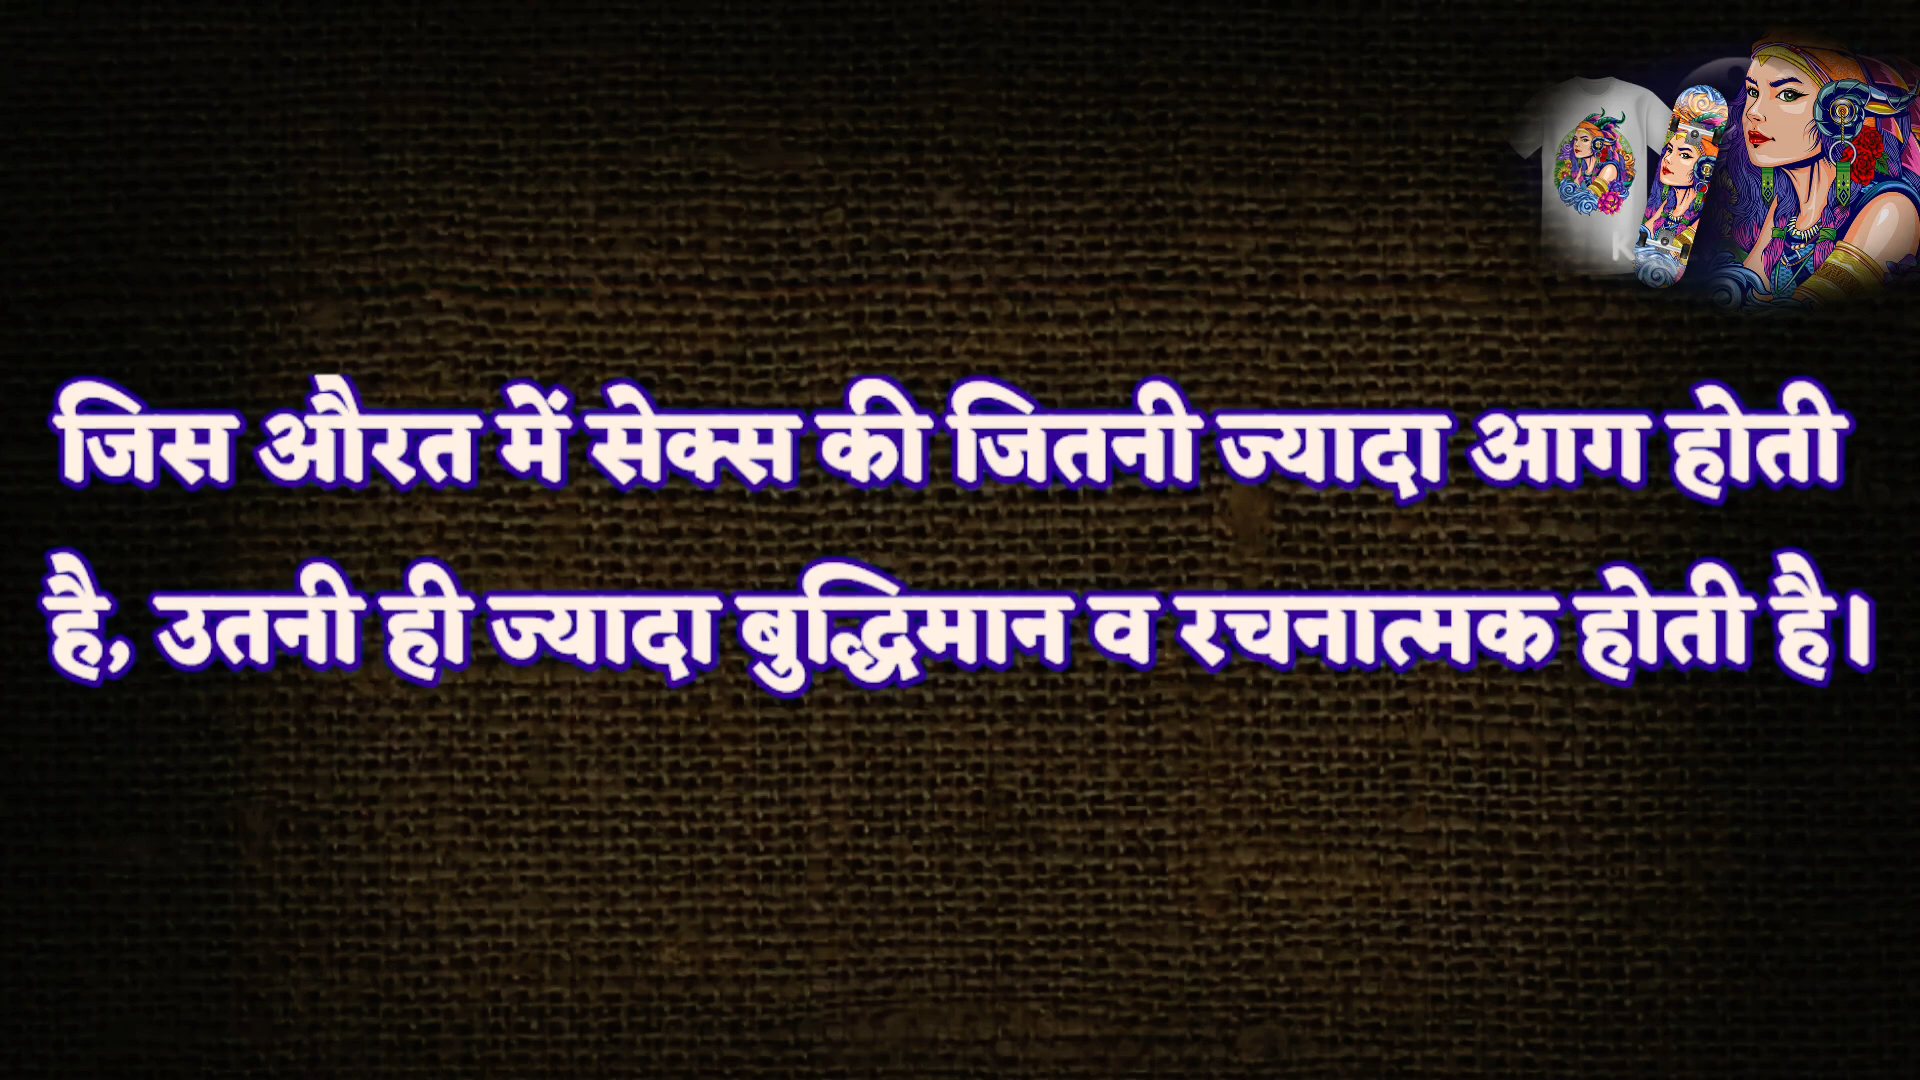 जिस औरत में सेक्स की जितनी ज्यादा आग होती
है, उतनी ही ज्यादा बुद्धिमान व रचनात्मक होती है।